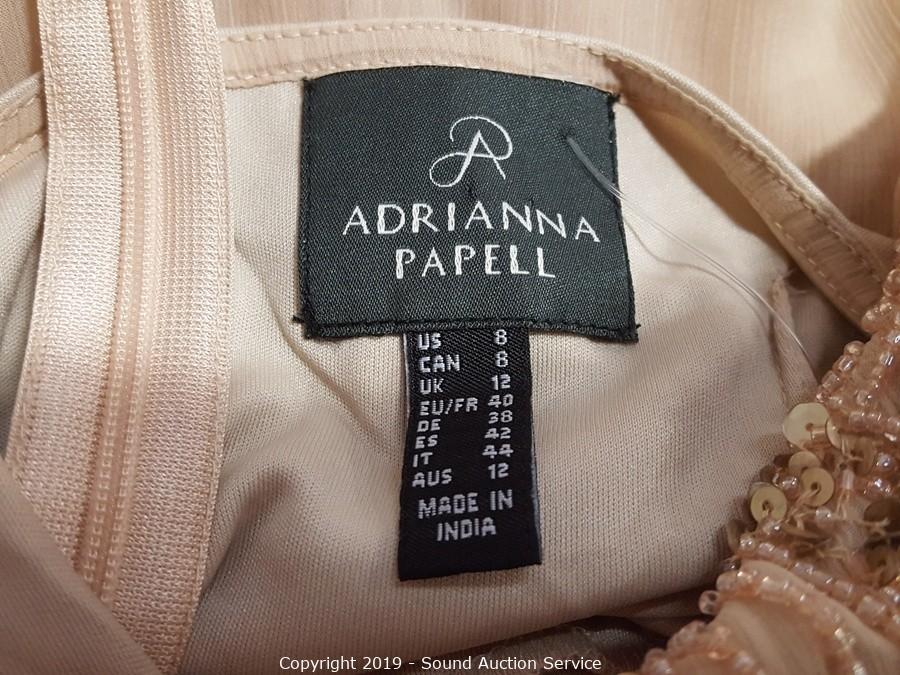 ADRIANNA
PAPELL
US 8
CAN 8
UK 12
EU/FR 40
DE 38
ES 42
IT 44
AUS 12
MADE IN
INDIA
Copyright 2019 - Sound Auction Service